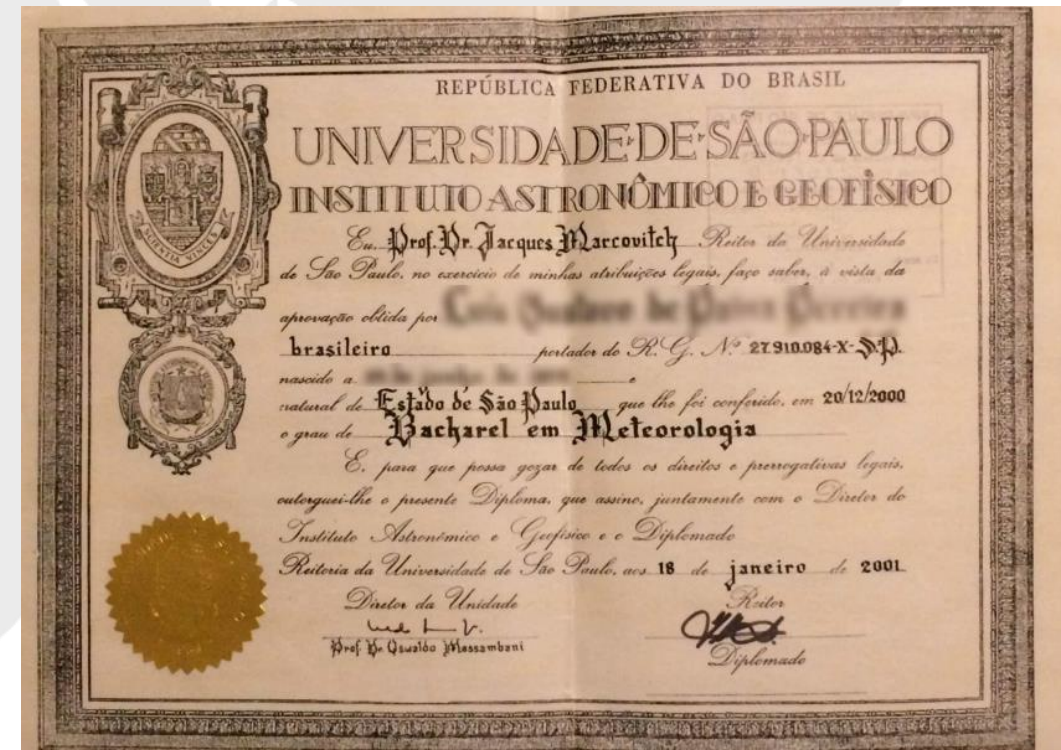 REPÚBLICA FEDERATIVA DO BRASIL
UNIVERSIDADE DE SÃO PAULO
INSTITUTO ASTRONÔMICO E GEOFÍSICO
Eu, Prof. Dr. Jacques Marcovitch Reitor da Universidade
de São Paulo, no exercício de minhas atribuições legais, faço saber, à vista da
aprovação obtida por
brasileiro portador do R. G. Nº 27.910.084-X-S.P.
nascido a e
natural de Estado de São Paulo que lhe foi conferido, em 20/12/2000
o grau de Bacharel em Meteorologia
E, para que possa gozar de todos os direitos e prerrogativas legais,
outorguei-lhe o presente Diploma, que assino, juntamente com o Diretor do
Instituto Astronômico e Geofísico e o Diplomado
Reitoria da Universidade de São Paulo, aos 18 de janeiro de 2001
Diretor da Unidade
Reitor
Prof. Dr. Oswaldo Massambani
Diplomado
SCIENTIA VINCES